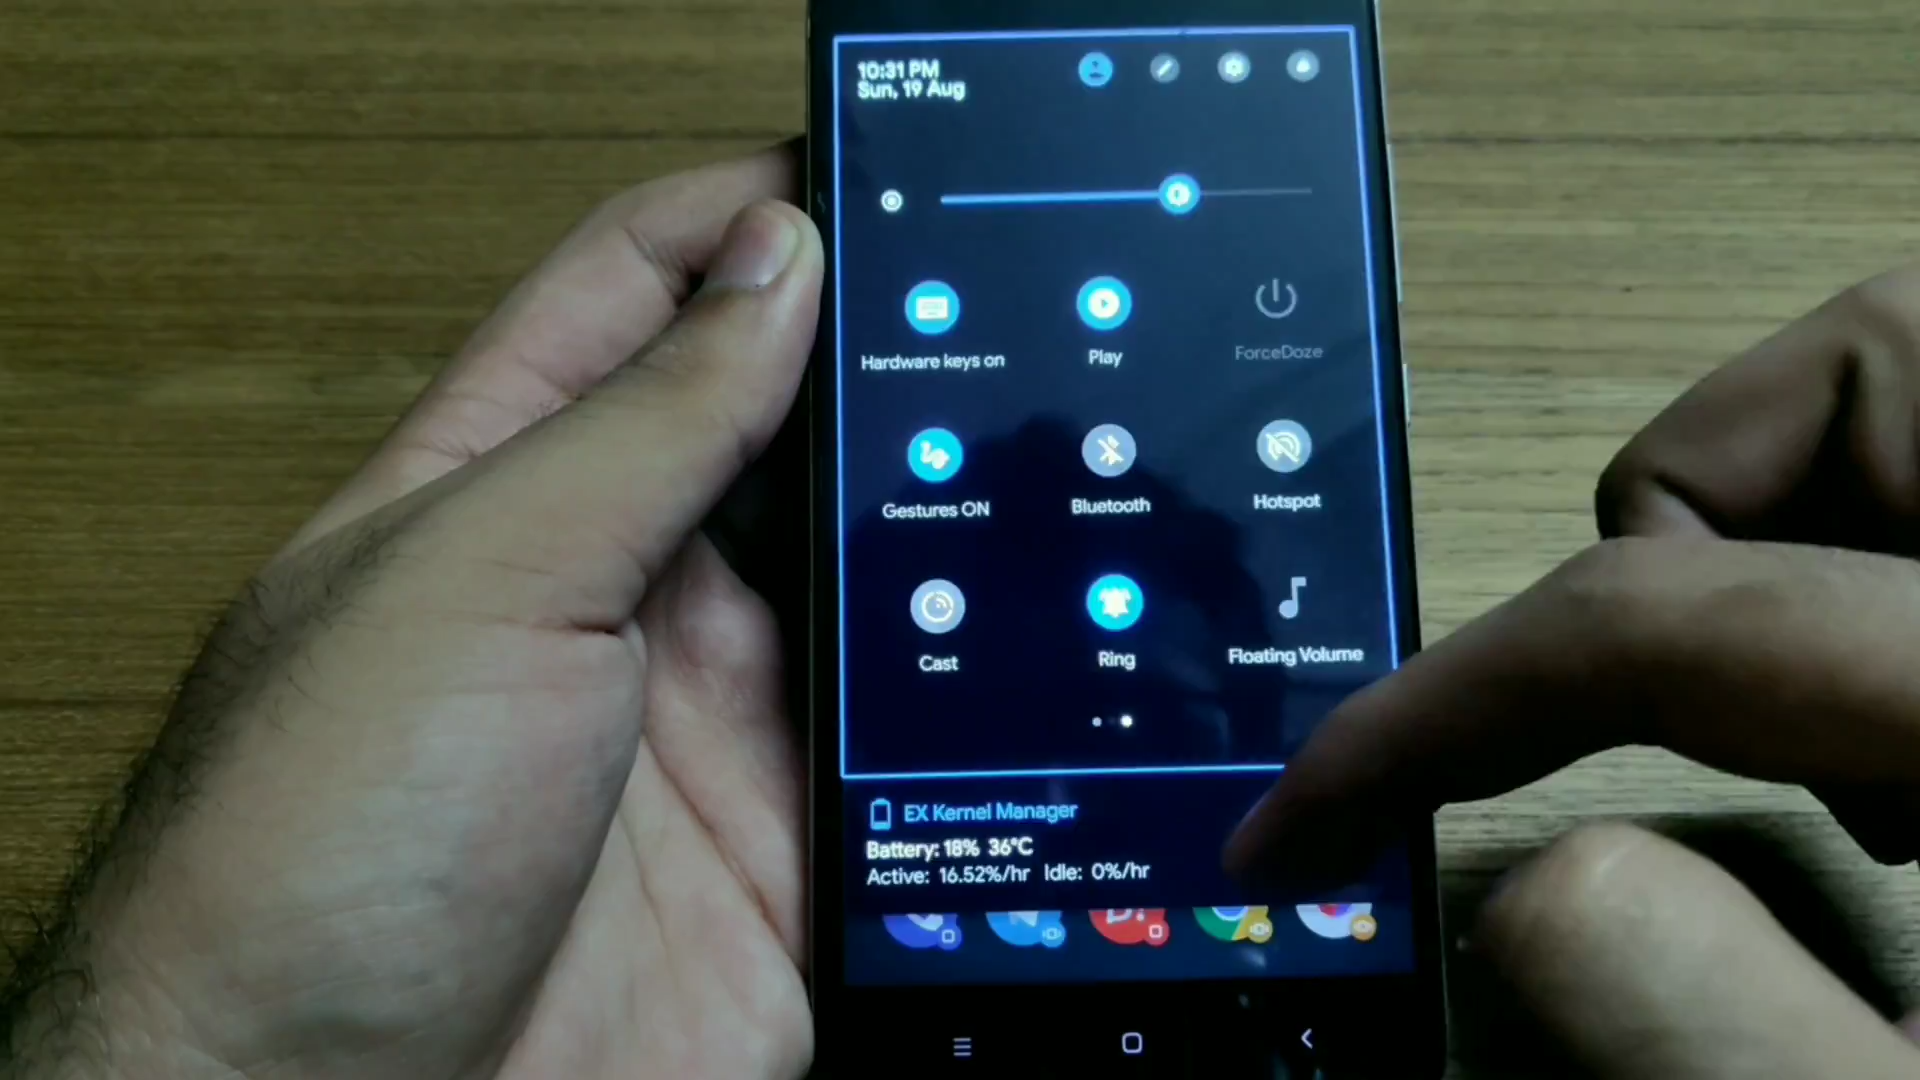 10:31 PM
Sun, 19 Aug
Hardware keys on
Play
ForceDoze
Gestures ON
Bluetooth
Hotspot
Cast
Ring
Floating Volume
EX Kernel Manager
Battery: 18% 36°C
Active: 16.52%/hr Idle: 0%/hr